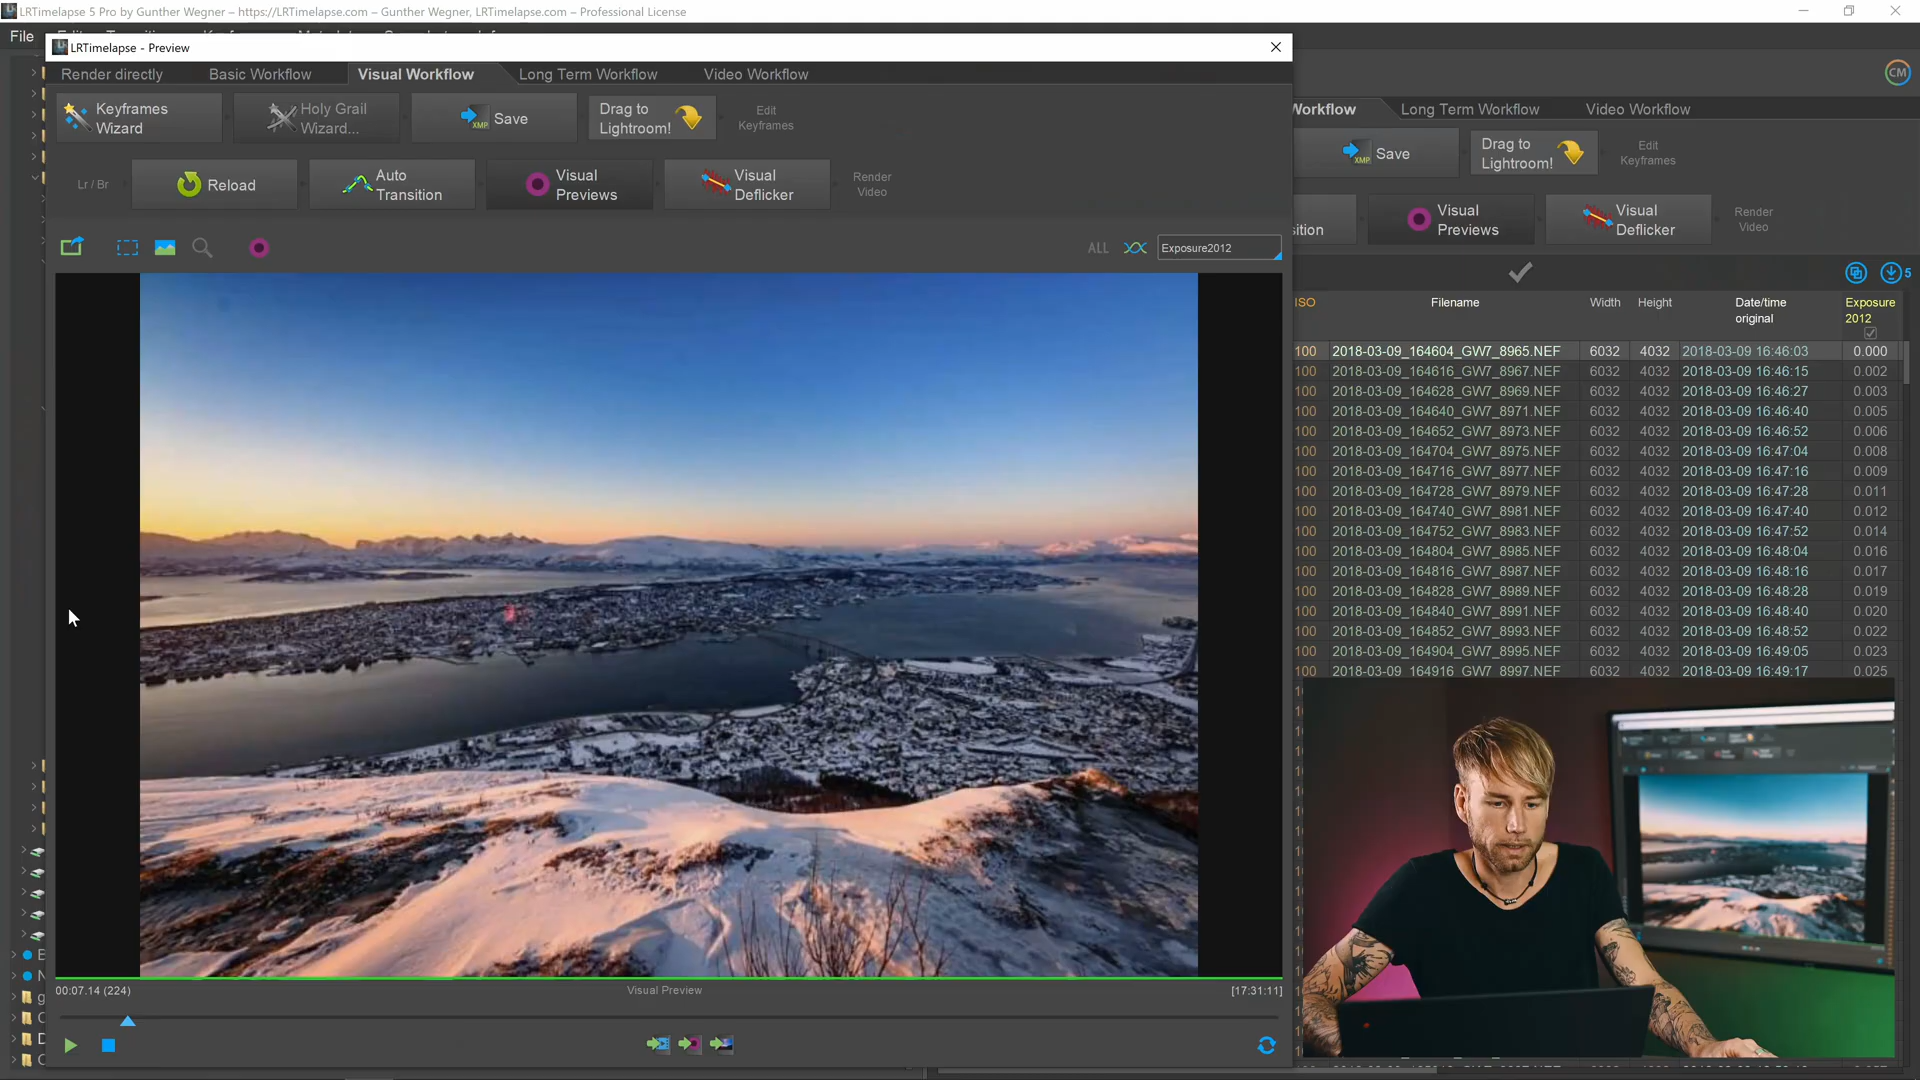 LRTimelapse 5 Pro by Gunther Wegner – https://LRTimelapse.com – Gunther Wegner, LRTimelapse.com – Professional License
File
LRTimelapse - Preview
Render directly
Basic Workflow
Visual Workflow
Long Term Workflow
Video Workflow
Keyframes
Wizard
Holy Grail
Wizard...
XMP
Save
Drag to
Lightroom!
Edit
Keyframes
Lr / Br
Reload
Auto
Transition
Visual
Previews
Visual
Deflicker
Render
Video
ALL
Exposure2012
CM
Workflow
Long Term Workflow
Video Workflow
XMP
Save
Drag to
Lightroom!
Edit
Keyframes
sition
Visual
Previews
Visual
Deflicker
Render
Video
5
ISO Filename Width Height Date/time original Exposure 2012
100 2018-03-09_164604_GW7_8965.NEF 6032 4032 2018-03-09 16:46:03 0.000
100 2018-03-09_164616_GW7_8967.NEF 6032 4032 2018-03-09 16:46:15 0.002
100 2018-03-09_164628_GW7_8969.NEF 6032 4032 2018-03-09 16:46:27 0.003
100 2018-03-09_164640_GW7_8971.NEF 6032 4032 2018-03-09 16:46:40 0.005
100 2018-03-09_164652_GW7_8973.NEF 6032 4032 2018-03-09 16:46:52 0.006
100 2018-03-09_164704_GW7_8975.NEF 6032 4032 2018-03-09 16:47:04 0.008
100 2018-03-09_164716_GW7_8977.NEF 6032 4032 2018-03-09 16:47:16 0.009
100 2018-03-09_164728_GW7_8979.NEF 6032 4032 2018-03-09 16:47:28 0.011
100 2018-03-09_164740_GW7_8981.NEF 6032 4032 2018-03-09 16:47:40 0.012
100 2018-03-09_164752_GW7_8983.NEF 6032 4032 2018-03-09 16:47:52 0.014
100 2018-03-09_164804_GW7_8985.NEF 6032 4032 2018-03-09 16:48:04 0.016
100 2018-03-09_164816_GW7_8987.NEF 6032 4032 2018-03-09 16:48:16 0.017
100 2018-03-09_164828_GW7_8989.NEF 6032 4032 2018-03-09 16:48:28 0.019
100 2018-03-09_164840_GW7_8991.NEF 6032 4032 2018-03-09 16:48:40 0.020
100 2018-03-09_164852_GW7_8993.NEF 6032 4032 2018-03-09 16:48:52 0.022
100 2018-03-09_164904_GW7_8995.NEF 6032 4032 2018-03-09 16:49:05 0.023
100 2018-03-09_164916_GW7_8997.NEF 6032 4032 2018-03-09 16:49:17 0.025
00:07.14 (224)
Visual Preview
[17:31:11]